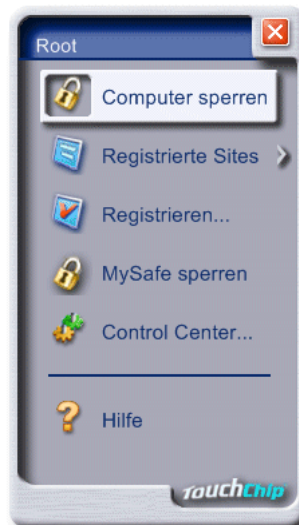 Root
Computer sperren
Registrierte Sites
Registrieren...
MySafe sperren
Control Center...
Hilfe
TouchChip